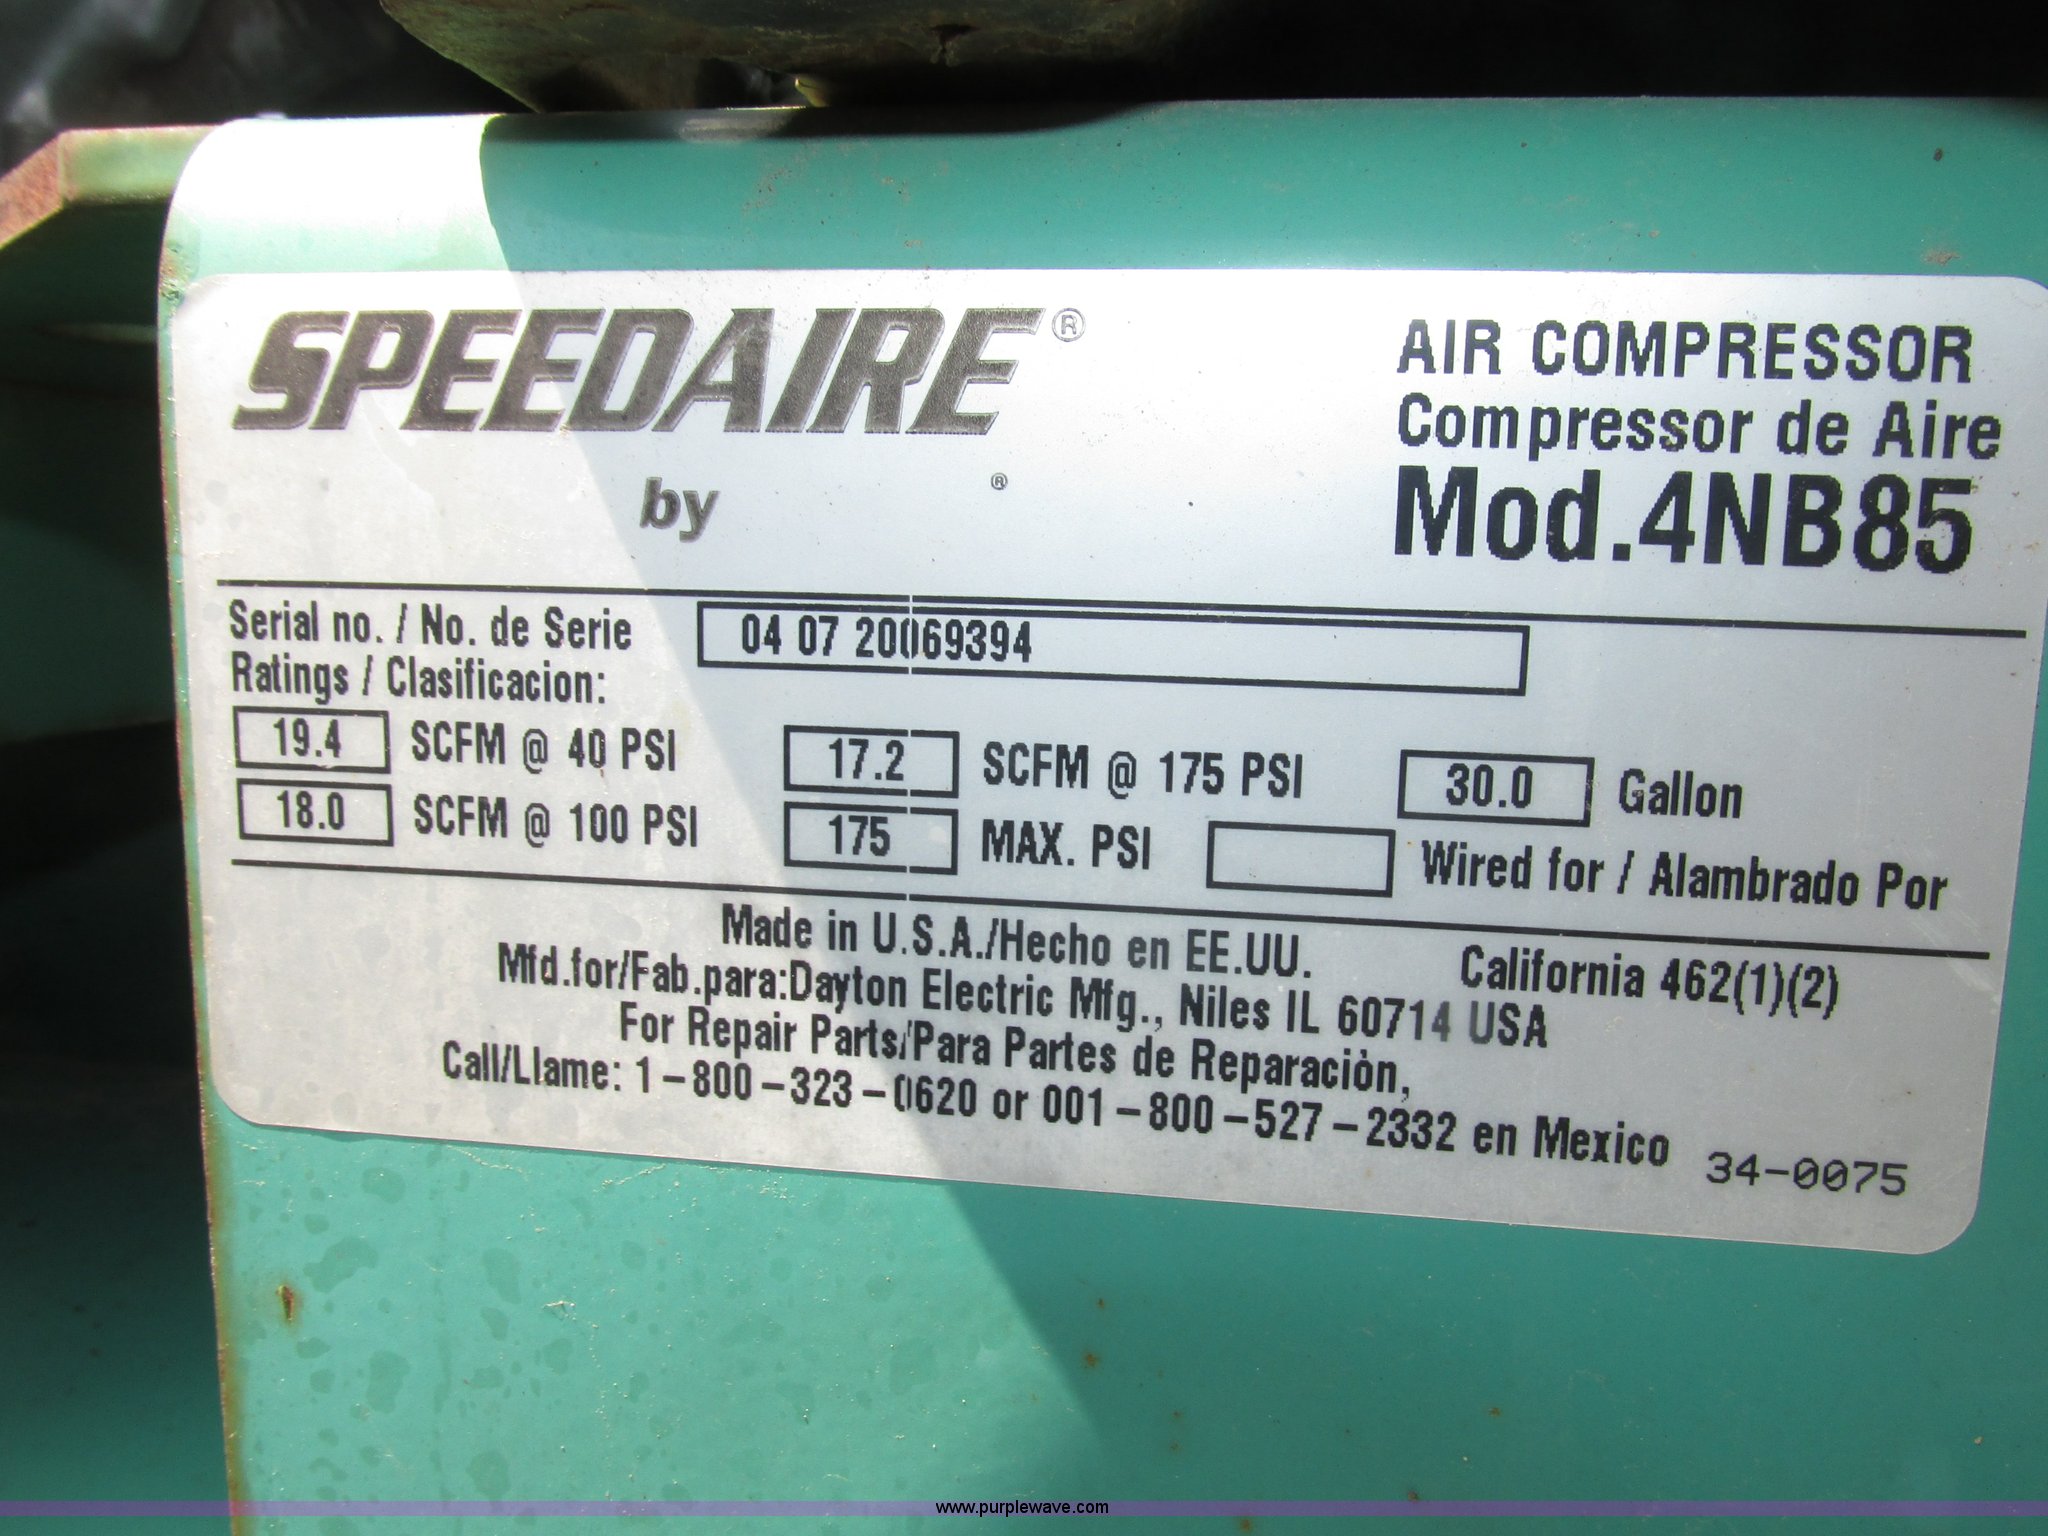 SPEEDAIRE®
by ®
AIR COMPRESSOR
Compressor de Aire
Mod.4NB85
Serial no. / No. de Serie 04 07 20069394
Ratings / Clasificacion:
19.4 SCFM @ 40 PSI 17.2 SCFM @ 175 PSI 30.0 Gallon
18.0 SCFM @ 100 PSI 175 MAX. PSI Wired for / Alambrado Por
Made in U.S.A./Hecho en EE.UU. California 462(1)(2)
Mfd.for/Fab.para:Dayton Electric Mfg., Niles IL 60714 USA
For Repair Parts/Para Partes de Reparaciòn,
Call/Llame: 1-800-323-0620 or 001-800-527-2332 en Mexico 34-0075
www.purplewave.com